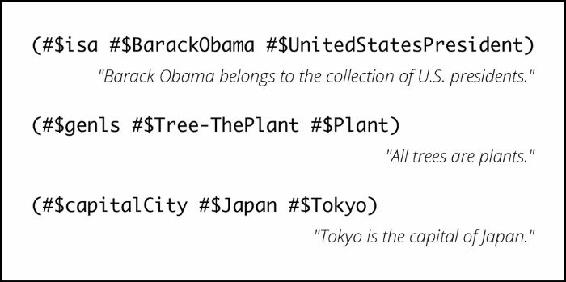 (#$isa #$BarackObama #$UnitedStatesPresident)
"Barack Obama belongs to the collection of U.S. presidents."
(#$genls #$Tree-ThePlant #$Plant)
"All trees are plants."
(#$capitalCity #$Japan #$Tokyo)
"Tokyo is the capital of Japan."